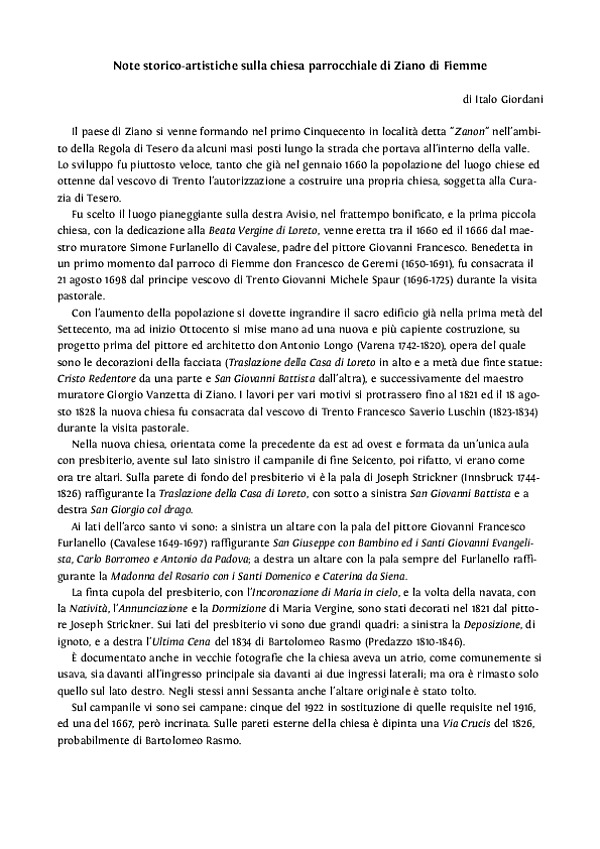 Note storico-artistiche sulla chiesa parrocchiale di Ziano di Fiemme
di Italo Giordani
Il paese di Ziano si venne formando nel primo Cinquecento in località detta "Zanon" nell'ambi-
to della Regola di Tesero da alcuni masi posti lungo la strada che portava all'interno della valle.
Lo sviluppo fu piuttosto veloce, tanto che già nel gennaio 1660 la popolazione del luogo chiese ed
ottenne dal vescovo di Trento l'autorizzazione a costruire una propria chiesa, soggetta alla Cura-
zia di Tesero.
Fu scelto il luogo pianeggiante sulla destra Avisio, nel frattempo bonificato, e la prima piccola
chiesa, con la dedicazione alla Beata Vergine di Loreto, venne eretta tra il 1660 ed il 1666 dal mae-
stro muratore Simone Furlanello di Cavalese, padre del pittore Giovanni Francesco. Benedetta in
un primo momento dal parroco di Fiemme don Francesco de Geremi (1650-1691), fu consacrata il
21 agosto 1698 dal principe vescovo di Trento Giovanni Michele Spaur (1696-1725) durante la visita
pastorale.
Con l'aumento della popolazione si dovette ingrandire il sacro edificio già nella prima metà del
Settecento, ma ad inizio Ottocento si mise mano ad una nuova e più capiente costruzione, su
progetto prima del pittore ed architetto don Antonio Longo (Varena 1742-1820), opera del quale
sono le decorazioni della facciata (Traslazione della Casa di Loreto in alto e a metà due finte statue:
Cristo Redentore da una parte e San Giovanni Battista dall'altra), e successivamente del maestro
muratore Giorgio Vanzetta di Ziano. I lavori per vari motivi si protrassero fino al 1821 ed il 18 ago-
sto 1828 la nuova chiesa fu consacrata dal vescovo di Trento Francesco Saverio Luschin (1823-1834)
durante la visita pastorale.
Nella nuova chiesa, orientata come la precedente da est ad ovest e formata da un'unica aula
con presbiterio, avente sul lato sinistro il campanile di fine Seicento, poi rifatto, vi erano come
ora tre altari. Sulla parete di fondo del presbiterio vi è la pala di Joseph Strickner (Innsbruck 1744-
1826) raffigurante la Traslazione della Casa di Loreto, con sotto a sinistra San Giovanni Battista e a
destra San Giorgio col drago.
Ai lati dell'arco santo vi sono: a sinistra un altare con la pala del pittore Giovanni Francesco
Furlanello (Cavalese 1649-1697) raffigurante San Giuseppe con Bambino ed i Santi Giovanni Evangeli-
sta, Carlo Borromeo e Antonio da Padova; a destra un altare con la pala sempre del Furlanello raffi-
gurante la Madonna del Rosario con i Santi Domenico e Caterina da Siena.
La finta cupola del presbiterio, con l'Incoronazione di Maria in cielo, e la volta della navata, con
la Natività, l'Annunciazione e la Dormizione di Maria Vergine, sono stati decorati nel 1821 dal pitto-
re Joseph Strickner. Sui lati del presbiterio vi sono due grandi quadri: a sinistra la Deposizione, di
ignoto, e a destra l'Ultima Cena del 1834 di Bartolomeo Rasmo (Predazzo 1810-1846).
È documentato anche in vecchie fotografie che la chiesa aveva un atrio, come comunemente si
usava, sia davanti all'ingresso principale sia davanti ai due ingressi laterali; ma ora è rimasto solo
quello sul lato destro. Negli stessi anni Sessanta anche l'altare originale è stato tolto.
Sul campanile vi sono sei campane: cinque del 1922 in sostituzione di quelle requisite nel 1916,
ed una del 1667, però incrinata. Sulle pareti esterne della chiesa è dipinta una Via Crucis del 1826,
probabilmente di Bartolomeo Rasmo.